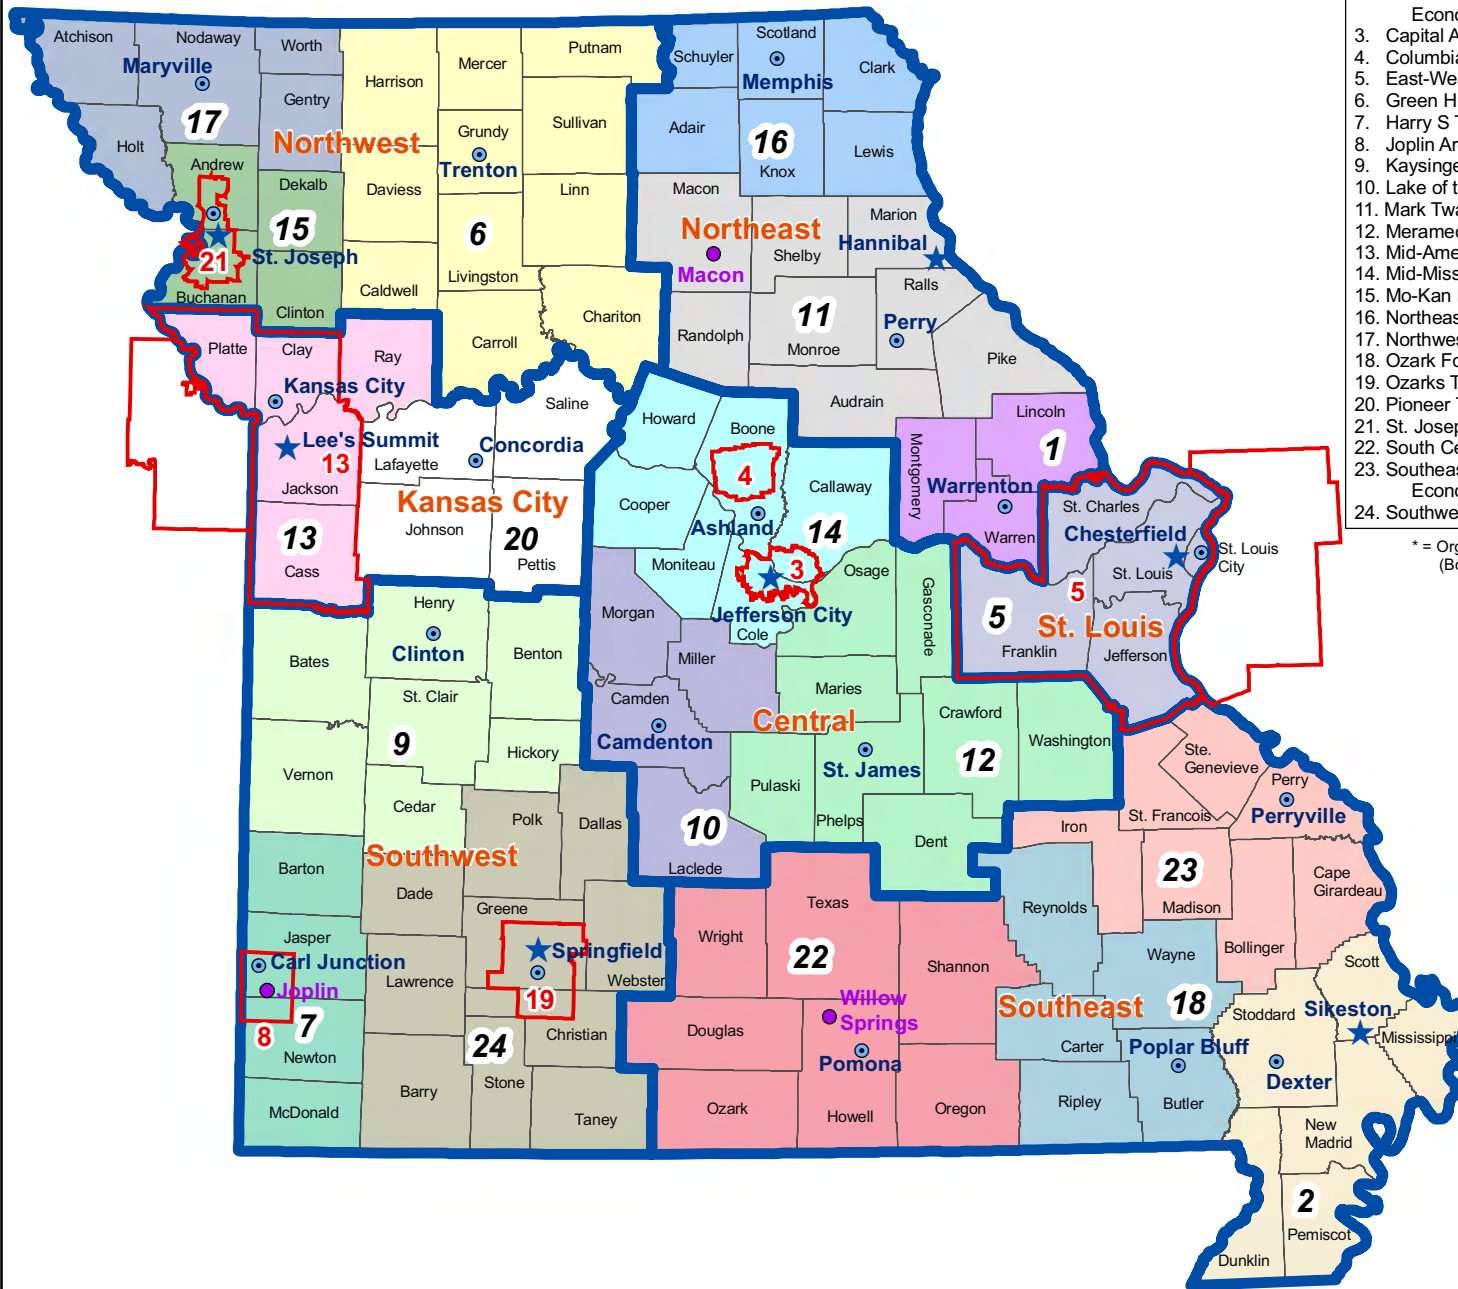 Atchison
Nodaway
Worth
Maryville
Gentry
Holt
17
Northwest
Andrew
Dekalb
15
21
St. Joseph
Buchanan
Clinton
Harrison
Mercer
Putnam
Grundy
Trenton
Sullivan
Daviess
Linn
6
Livingston
Caldwell
Carroll
Chariton
Schuyler
Scotland
Memphis
Clark
Adair
16
Knox
Lewis
Macon
Northeast
Marion
Hannibal
Macon
Shelby
Ralls
11
Perry
Randolph
Monroe
Pike
Audrain
Platte
Clay
Ray
Kansas City
Lee's Summit
13
Jackson
Lafayette
Saline
Concordia
Kansas City
Johnson
20
Pettis
13
Cass
Howard
Boone
4
Callaway
Cooper
Ashland
14
Moniteau
3
Jefferson City
Cole
Osage
Montgomery
Lincoln
1
Warrenton
Warren
St. Charles
Chesterfield
St. Louis
St. Louis
City
5
5
St. Louis
Franklin
Jefferson
Gasconade
Morgan
Miller
Camden
Camdenton
10
Laclede
Central
Maries
Crawford
Washington
St. James
12
Pulaski
Phelps
Dent
Henry
Clinton
Bates
Benton
St. Clair
9
Hickory
Vernon
Cedar
Polk
Dallas
Southwest
Barton
Dade
Greene
Jasper
Carl Junction
Joplin
8
7
Newton
McDonald
Lawrence
Springfield
Webster
19
24
Christian
Barry
Stone
Taney
Texas
Wright
22
Shannon
Willow
Springs
Douglas
Pomona
Ozark
Howell
Oregon
Ste.
Genevieve
Perry
Perryville
St. Francois
Iron
23
Madison
Cape
Girardeau
Bollinger
Reynolds
Wayne
Southeast
18
Carter
Poplar Bluff
Ripley
Butler
Scott
Sikeston
Stoddard
Mississippi
Dexter
New
Madrid
2
Pemiscot
Dunklin
Econo
3. Capital A
4. Columbia
5. East-We
6. Green H
7. Harry S T
8. Joplin Ar
9. Kaysinge
10. Lake of t
11. Mark Twa
12. Meramec
13. Mid-Ame
14. Mid-Miss
15. Mo-Kan
16. Northeas
17. Northwes
18. Ozark Fo
19. Ozarks T
20. Pioneer T
21. St. Josep
22. South Ce
23. Southeas
Econo
24. Southwe
* = Org
(Bo